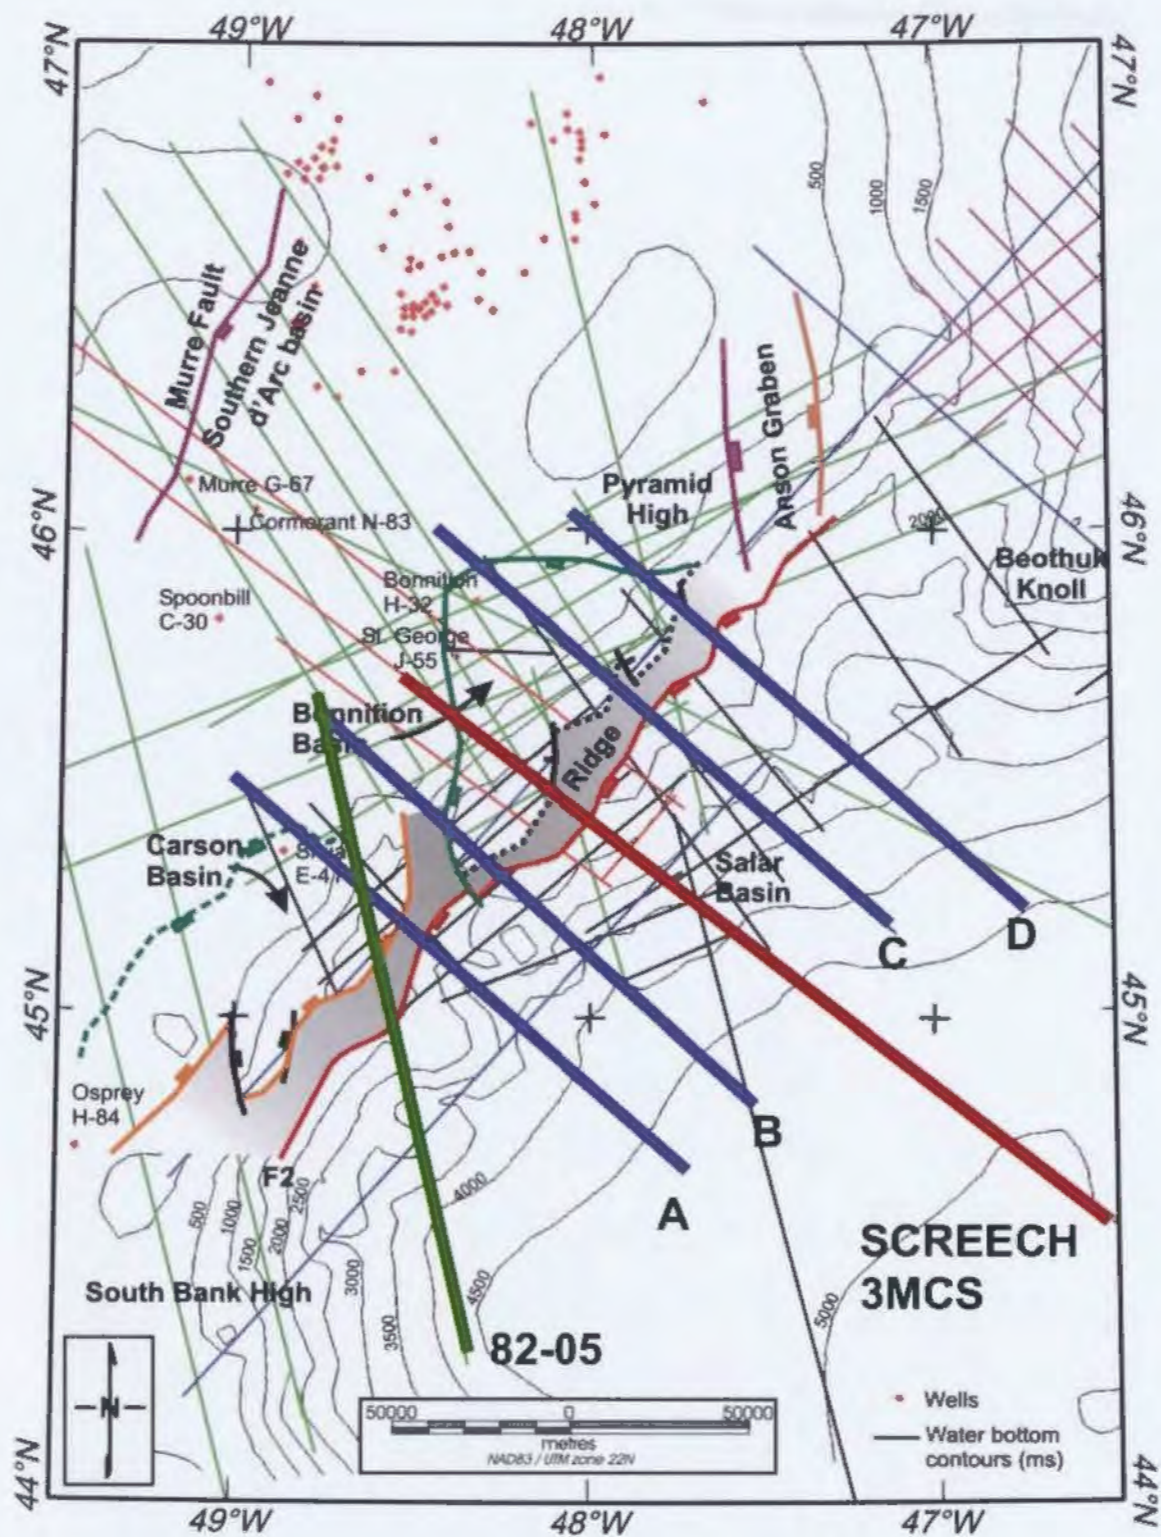 49°W
48°W
47°W
47°N
47°N
500
1000
1500
Murre Fault
Southern Jeanne
d'Arc basin
Anson Graben
Murre G-67
Pyramid
High
46°N
Cormorant N-83
46°N
Beothuk
Knoll
Bonnition
H-32
Spoonbill
C-30
St. George
J-55
Bonnition
Basin
Ridge
Carson
Basin
E-47
Salar
Basin
C
D
45°N
45°N
Osprey
H-84
B
F2
A
500
1000
1500
2000
2500
3000
3500
4000
4500
5000
SCREECH
3MCS
South Bank High
82-05
N
50000
0
50000
metres
NAD83 / UTM zone 22N
Wells
Water bottom
contours (ms)
44°N
44°N
49°W
48°W
47°W